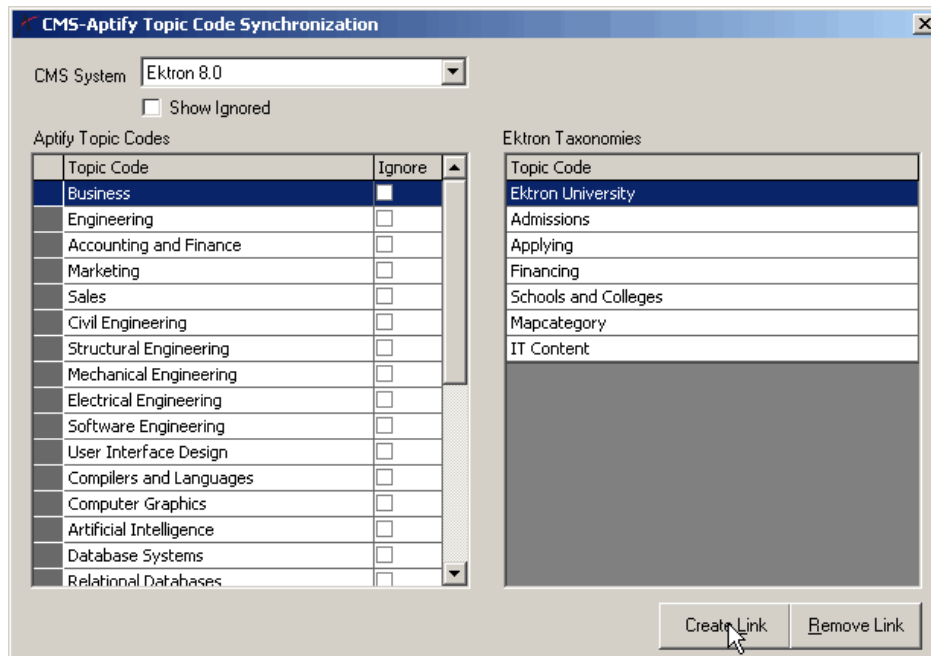 CMS-Aptify Topic Code Synchronization
CMS System Ektron 8.0
Show Ignored
Aptify Topic Codes
Topic Code Ignore
Business
Engineering
Accounting and Finance
Marketing
Sales
Civil Engineering
Structural Engineering
Mechanical Engineering
Electrical Engineering
Software Engineering
User Interface Design
Compilers and Languages
Computer Graphics
Artificial Intelligence
Database Systems
Relational Databases
Ektron Taxonomies
Topic Code
Ektron University
Admissions
Applying
Financing
Schools and Colleges
Mapcategory
IT Content
Create Link Remove Link